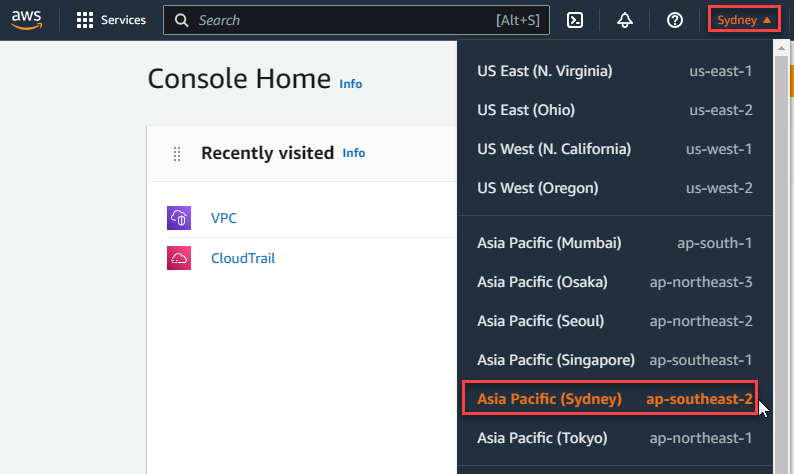 aws Services Search [Alt+S] Sydney ▲
Console Home Info
Recently visited Info
VPC
CloudTrail
US East (N. Virginia) us-east-1
US East (Ohio) us-east-2
US West (N. California) us-west-1
US West (Oregon) us-west-2
Asia Pacific (Mumbai) ap-south-1
Asia Pacific (Osaka) ap-northeast-3
Asia Pacific (Seoul) ap-northeast-2
Asia Pacific (Singapore) ap-southeast-1
Asia Pacific (Sydney) ap-southeast-2
Asia Pacific (Tokyo) ap-northeast-1